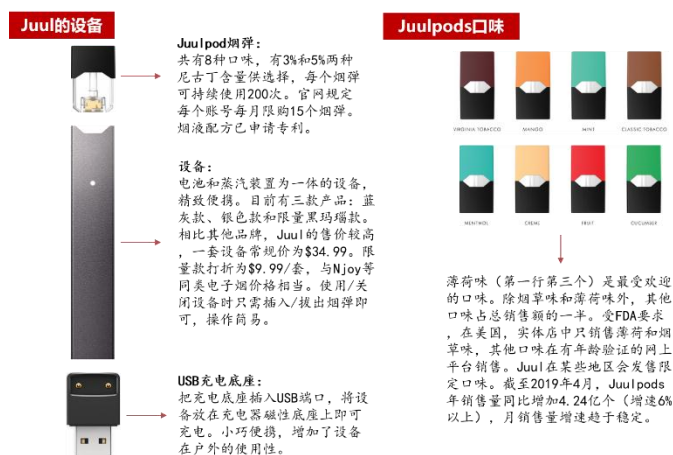 Juul的设备
Juulpod烟弹：
共有8种口味，有3%和5%两种
尼古丁含量供选择，每个烟弹
可持续使用200次。官网规定
每个账号每月限购15个烟弹。
烟液配方已申请专利。
设备：
电池和蒸汽装置为一体的设备，
精致便携。目前有三款产品：蓝
灰款、银色款和限量黑玛瑙款。
相比其他品牌，Juul的售价较高
，一套设备常规价为$34.99。限
量款打折为$9.99/套，与Njoy等
同类电子烟价格相当。使用/关
闭设备时只需插入/拔出烟弹即
可，操作简易。
USB充电底座：
把充电底座插入USB端口，将设
备放在充电器磁性底座上即可
充电。小巧便携，增加了设备
在户外的使用性。
Juulpods口味
VIRGINIA TOBACCO
MANGO
MINT
CLASSIC TOBACCO
MENTHOL
CREME
FRUIT
CUCUMBER
薄荷味（第一行第三个）是最受欢迎
的口味。除烟草味和薄荷味外，其他
口味占总销售额的一半。受FDA要求
，在美国，实体店中只销售薄荷和烟
草味，其他口味在有年龄验证的网上
平台销售。Juul在某些地区会发售限
定口味。截至2019年4月，Juulpods
年销售量同比增加4.24亿个（增速6%
以上），月销售量增速趋于稳定。